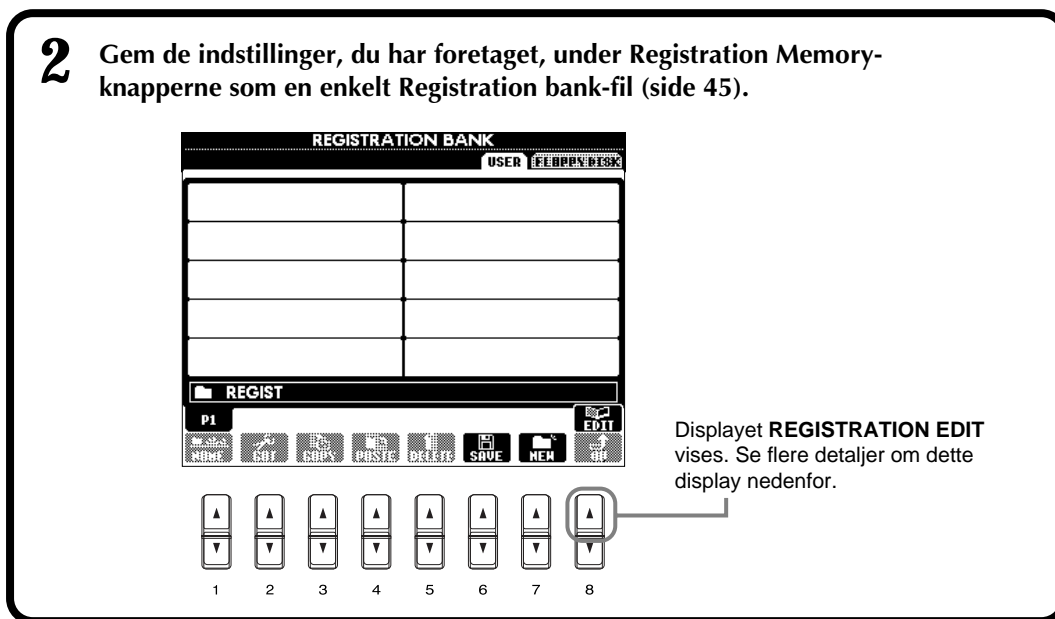 2 Gem de indstillinger, du har foretaget, under Registration Memory-
knapperne som en enkelt Registration bank-fil (side 45).
REGISTRATION BANK
USER FLOPPY DISK
REGIST
P1 EDIT
NAME CUT COPY PASTE DELETE SAVE NEW UP
Displayet REGISTRATION EDIT
vises. Se flere detaljer om dette
display nedenfor.
1 2 3 4 5 6 7 8